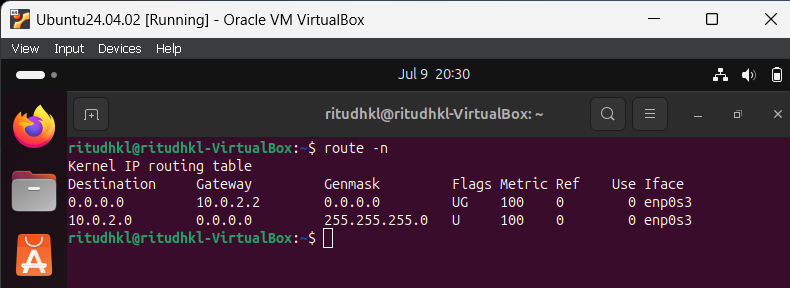 Ubuntu24.04.02 [Running] - Oracle VM VirtualBox
View Input Devices Help
Jul 9 20:30
ritudhkl@ritudhkl-VirtualBox: ~
ritudhkl@ritudhkl-VirtualBox:~$ route -n
Kernel IP routing table
Destination     Gateway         Genmask         Flags Metric Ref    Use Iface
0.0.0.0         10.0.2.2        0.0.0.0         UG    100    0        0 enp0s3
10.0.2.0        0.0.0.0         255.255.255.0   U     100    0        0 enp0s3
ritudhkl@ritudhkl-VirtualBox:~$